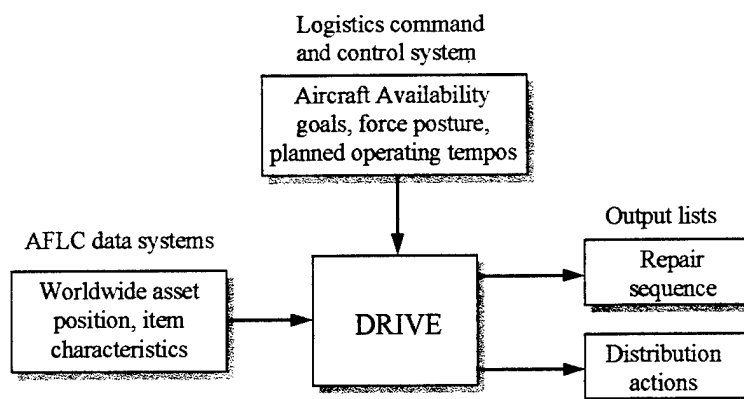 Logistics command
and control system
Aircraft Availability
goals, force posture,
planned operating tempos
AFLC data systems
Worldwide asset
position, item
characteristics
DRIVE
Output lists
Repair
sequence
Distribution
actions